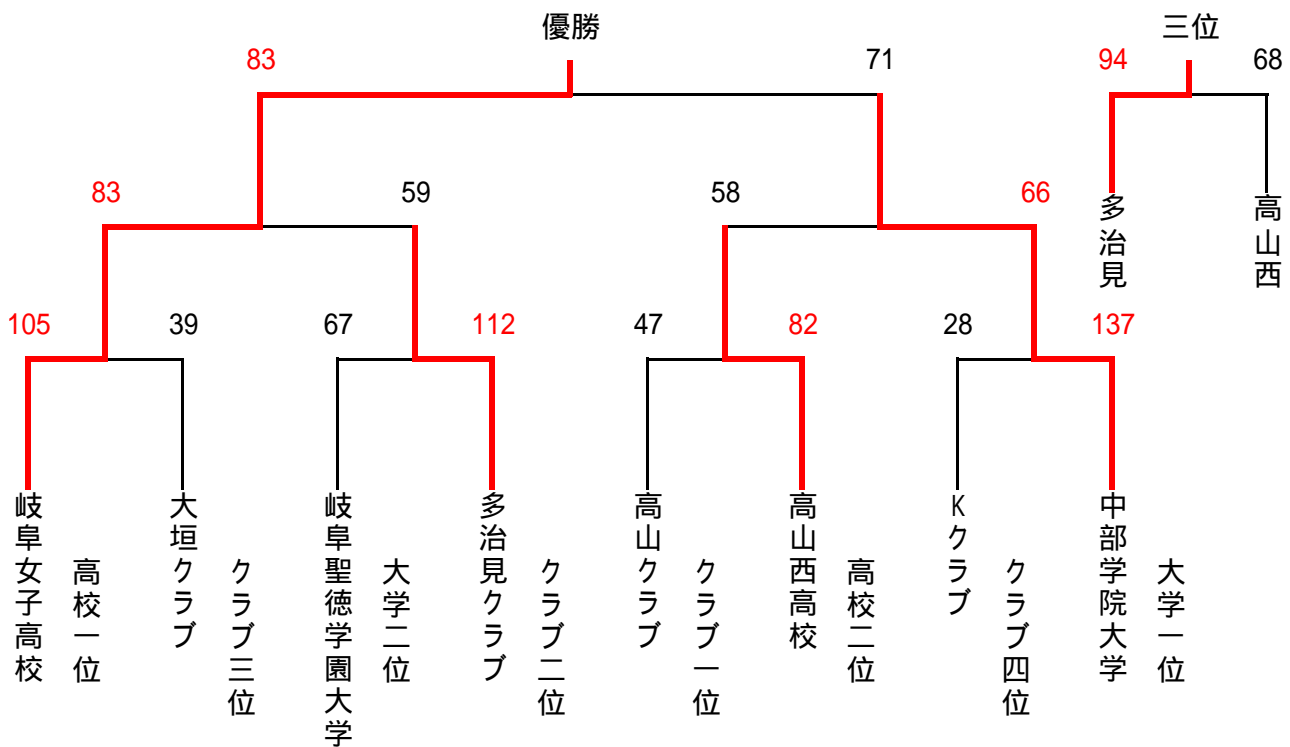 優勝
三位
83
71
94
68
83
59
58
66
多治見
高山西
105
39
67
112
47
82
28
137
岐阜女子高校
高校一位
大垣クラブ
クラブ三位
岐阜聖徳学園大学
大学二位
多治見クラブ
クラブ二位
高山クラブ
クラブ一位
高山西高校
高校二位
Kクラブ
クラブ四位
中部学院大学
大学一位